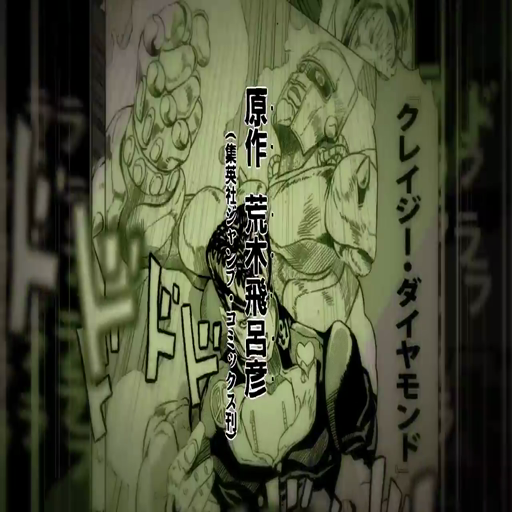 『クレイジー・ダイヤモンド』
原作 荒木飛呂彦
(集英社ジャンプ・コミックス刊)
ドドド